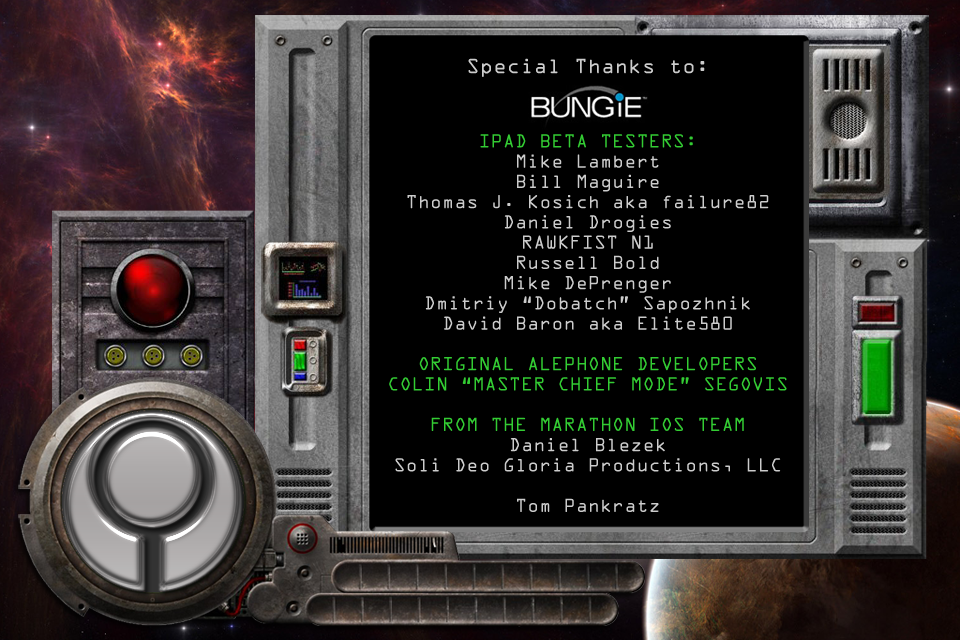 Special Thanks to:
BUNGiE™
IPAD BETA TESTERS:
Mike Lambert
Bill Maguire
Thomas J. Kosich aka failure82
Daniel Drogies
RAWKFIST N1
Russell Bold
Mike DePrenger
Dmitriy “Dobatch” Sapozhnik
David Baron aka Elite580
ORIGINAL ALEPHONE DEVELOPERS
COLIN “MASTER CHIEF MODE” SEGOVIS
FROM THE MARATHON IOS TEAM
Daniel Blezek
Soli Deo Gloria Productions, LLC
Tom Pankratz